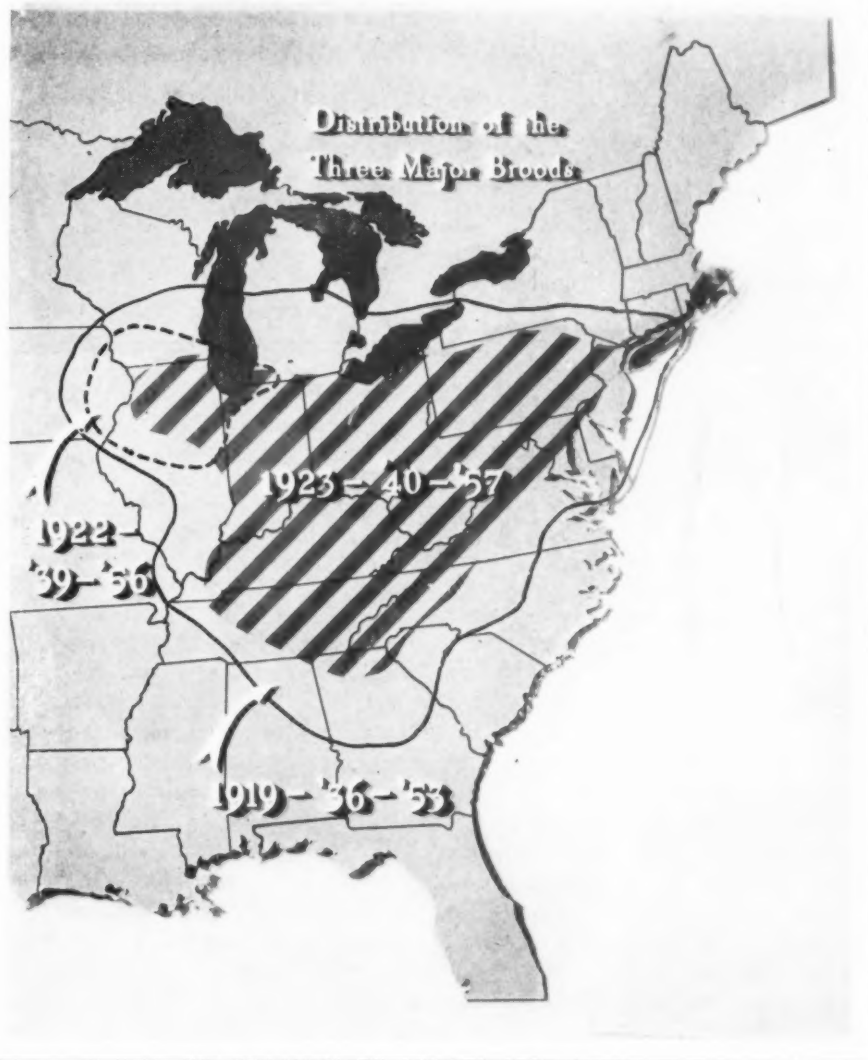 Distribution of the
Three Major Broods
1923 – '40 – '57
1922 –
'39 – '56
1919 – '36 – '53